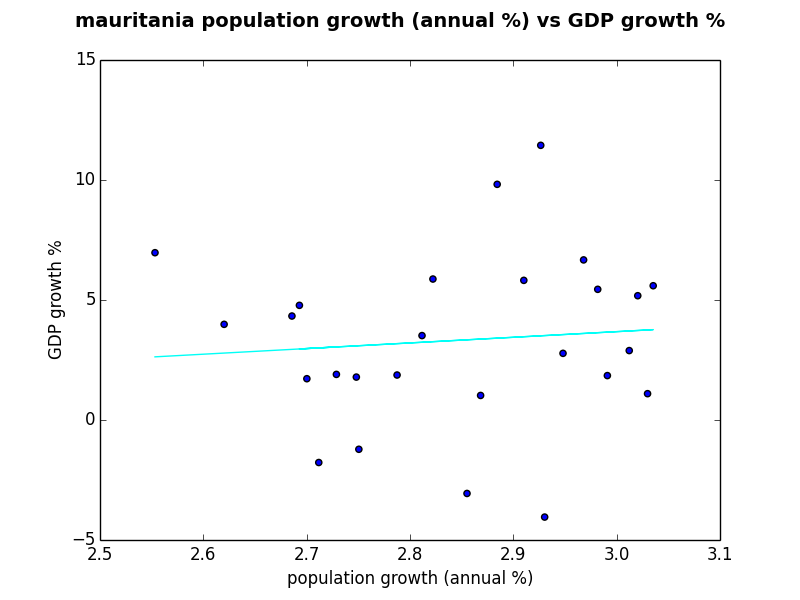 mauritania population growth (annual %) vs GDP growth %
15
10
5
0
−5
GDP growth %
2.5 2.6 2.7 2.8 2.9 3.0 3.1
population growth (annual %)